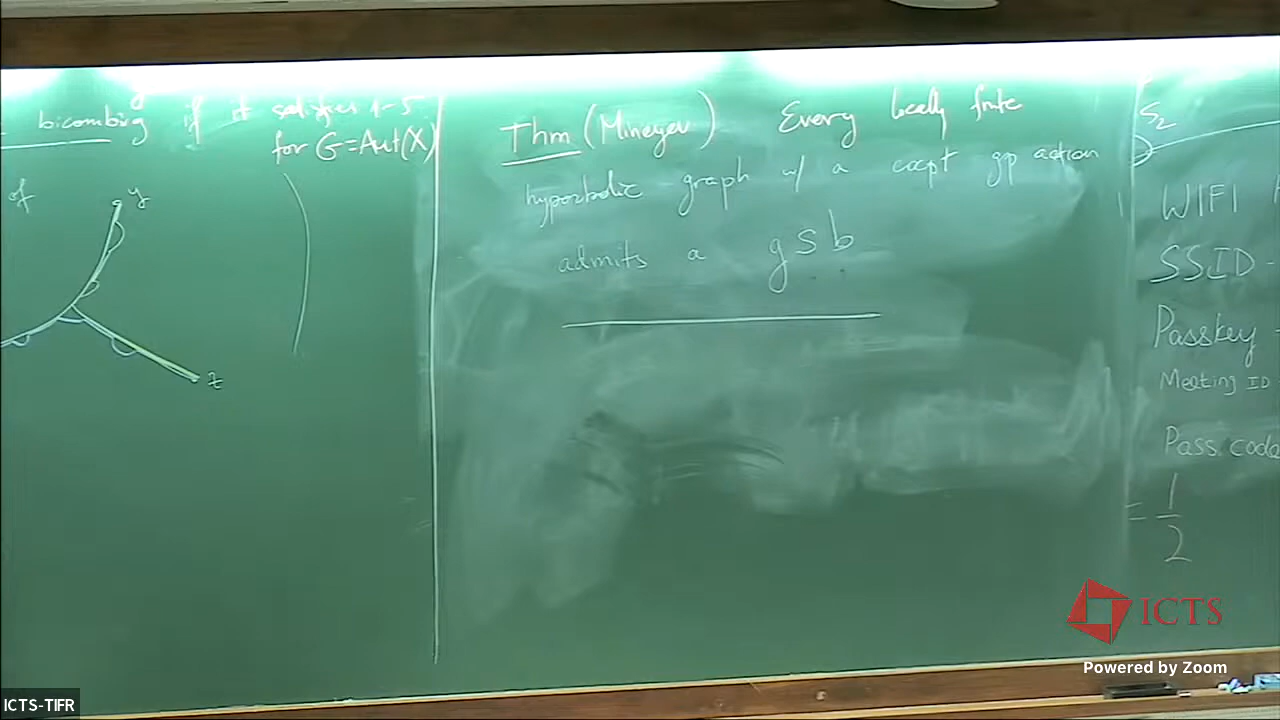 bicombing if it satisfies 1-5
for G=Aut(X)
of
y
z
Thm (Mineyev) Every locally finite
hyperbolic graph w/ a cocpt gp action
admits a gsb
S2
WIFI
SSID -
Passkey -
Meeting ID
Pass code
= 1/2
ICTS
Powered by Zoom
ICTS-TIFR